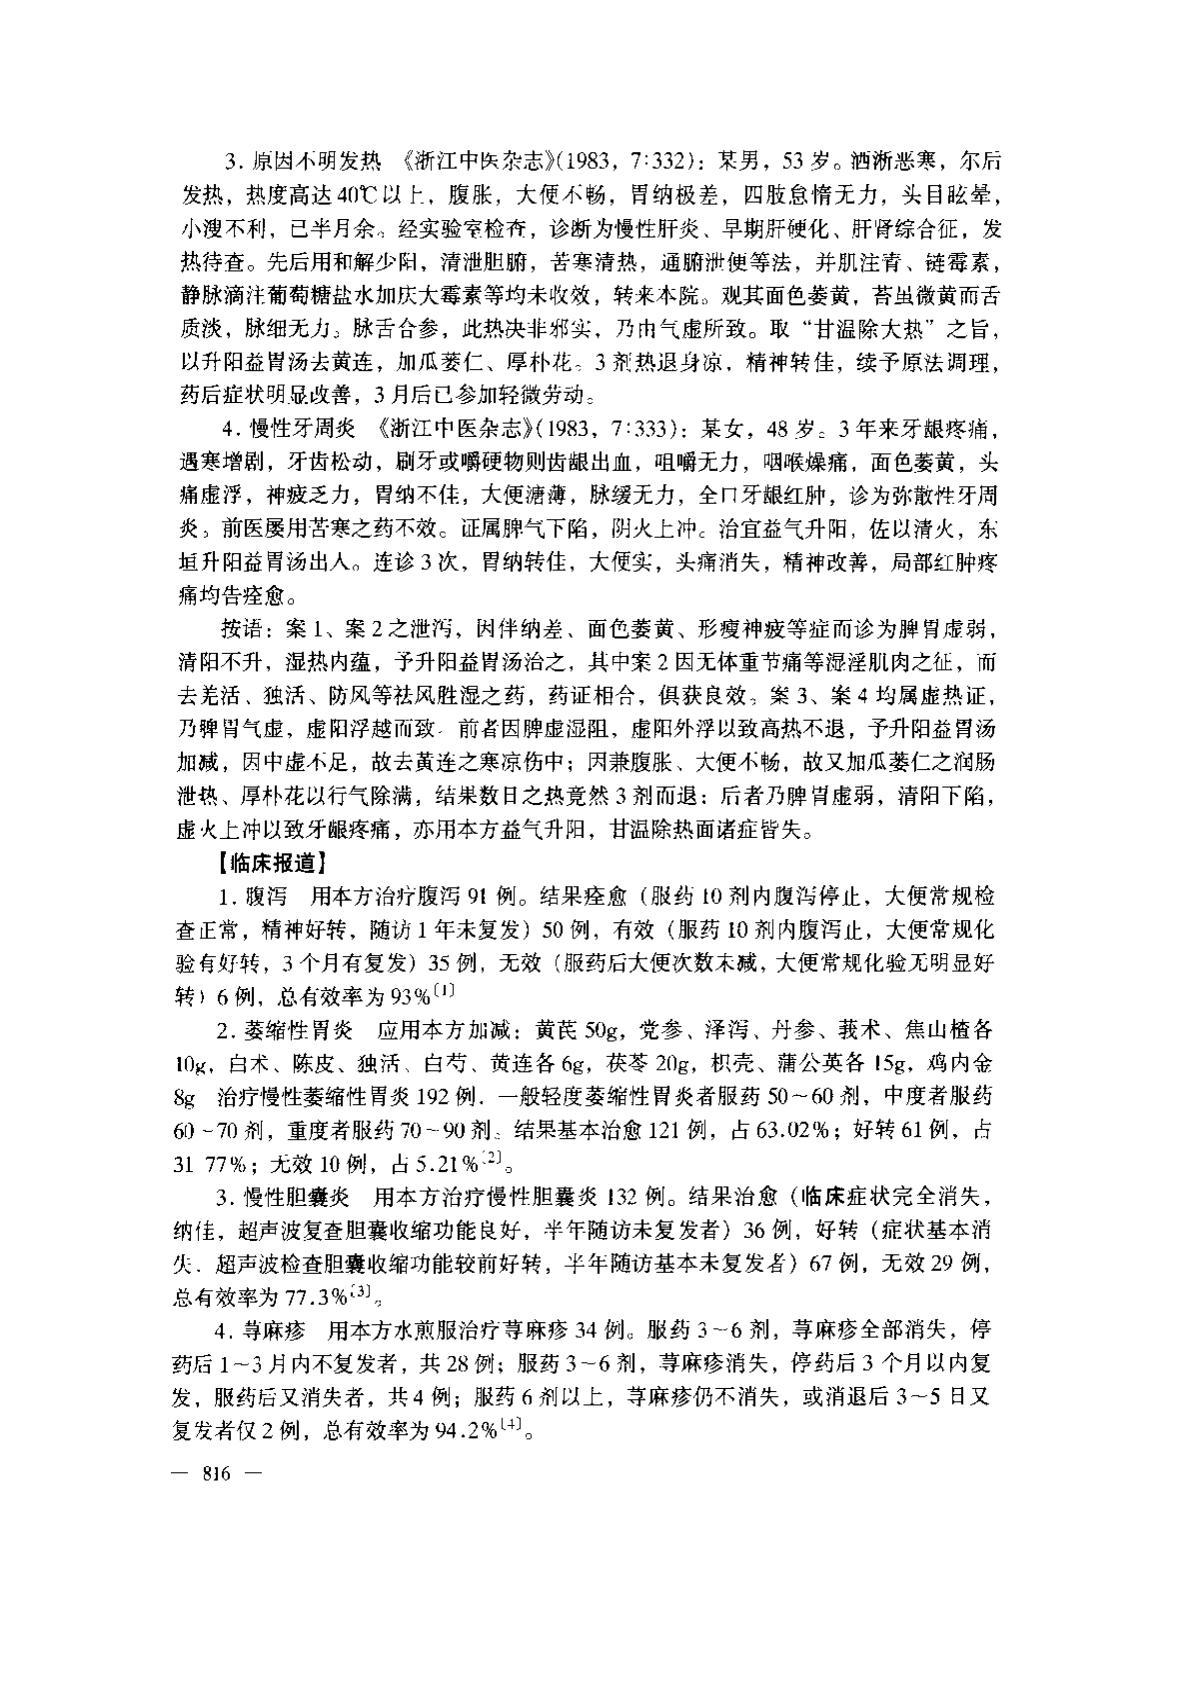 3. 原因不明发热 《浙江中医杂志》(1983，7:332)：某男，53 岁。洒淅恶寒，尔后
发热，热度高达 40℃ 以上，腹胀，大便不畅，胃纳极差，四肢怠惰无力，头目眩晕，
小溲不利，已半月余。经实验室检查，诊断为慢性肝炎、早期肝硬化、肝肾综合征，发
热待查。先后用和解少阳，清泄胆腑，苦寒清热，通腑泄便等法，并肌注青、链霉素，
静脉滴注葡萄糖盐水加庆大霉素等均未收效，转来本院。观其面色萎黄，苔虽微黄而舌
质淡，脉细无力。脉舌合参，此热决非邪实，乃由气虚所致。取“甘温除大热”之旨，
以升阳益胃汤去黄连，加瓜蒌仁、厚朴花。3 剂热退身凉，精神转佳，续予原法调理，
药后症状明显改善，3 月后已参加轻微劳动。
4. 慢性牙周炎 《浙江中医杂志》(1983，7:333)：某女，48 岁。3 年来牙龈疼痛，
遇寒增剧，牙齿松动，刷牙或嚼硬物则齿龈出血，咀嚼无力，咽喉燥痛，面色萎黄，头
痛虚浮，神疲乏力，胃纳不佳，大便溏薄，脉缓无力，全口牙龈红肿，诊为弥散性牙周
炎。前医屡用苦寒之药不效。证属脾气下陷，阴火上冲。治宜益气升阳，佐以清火，东
垣升阳益胃汤出入。连诊 3 次，胃纳转佳，大便实，头痛消失，精神改善，局部红肿疼
痛均告痊愈。
按语：案 1、案 2 之泄泻，因伴纳差、面色萎黄、形瘦神疲等症而诊为脾胃虚弱，
清阳不升，湿热内蕴，予升阳益胃汤治之，其中案 2 因无体重节痛等湿淫肌肉之征，而
去羌活、独活、防风等祛风胜湿之药，药证相合，俱获良效。案 3、案 4 均属虚热证，
乃脾胃气虚，虚阳浮越而致。前者因脾虚湿阻，虚阳外浮以致高热不退，予升阳益胃汤
加减，因中虚不足，故去黄连之寒凉伤中；因兼腹胀、大便不畅，故又加瓜蒌仁之润肠
泄热、厚朴花以行气除满，结果数日之热竟然 3 剂而退：后者乃脾胃虚弱，清阳下陷，
虚火上冲以致牙龈疼痛，亦用本方益气升阳，甘温除热面诸症皆失。
【临床报道】
1. 腹泻 用本方治疗腹泻 91 例。结果痊愈（服药 10 剂内腹泻停止，大便常规检
查正常，精神好转，随访 1 年未复发）50 例，有效（服药 10 剂内腹泻止，大便常规化
验有好转，3 个月有复发）35 例，无效（服药后大便次数未减，大便常规化验无明显好
转）6 例，总有效率为 93%〔1〕
2. 萎缩性胃炎 应用本方加减：黄芪 50g，党参、泽泻、丹参、莪术、焦山楂各
10g，白术、陈皮、独活、白芍、黄连各 6g，茯苓 20g，枳壳、蒲公英各 15g，鸡内金
8g 治疗慢性萎缩性胃炎 192 例．一般轻度萎缩性胃炎者服药 50～60 剂，中度者服药
60～70 剂，重度者服药 70～90 剂。结果基本治愈 121 例，占 63.02%；好转 61 例，占
31 77%；无效 10 例，占 5.21%〔2〕。
3. 慢性胆囊炎 用本方治疗慢性胆囊炎 132 例。结果治愈（临床症状完全消失，
纳佳，超声波复查胆囊收缩功能良好，半年随访未复发者）36 例，好转（症状基本消
失．超声波检查胆囊收缩功能较前好转，半年随访基本未复发者）67 例，无效 29 例，
总有效率为 77.3%〔3〕。
4. 荨麻疹 用本方水煎服治疗荨麻疹 34 例。服药 3～6 剂，荨麻疹全部消失，停
药后 1～3 月内不复发者，共 28 例；服药 3～6 剂，荨麻疹消失，停药后 3 个月以内复
发，服药后又消失者，共 4 例；服药 6 剂以上，荨麻疹仍不消失，或消退后 3～5 日又
复发者仅 2 例，总有效率为 94.2%〔4〕。
— 816 —